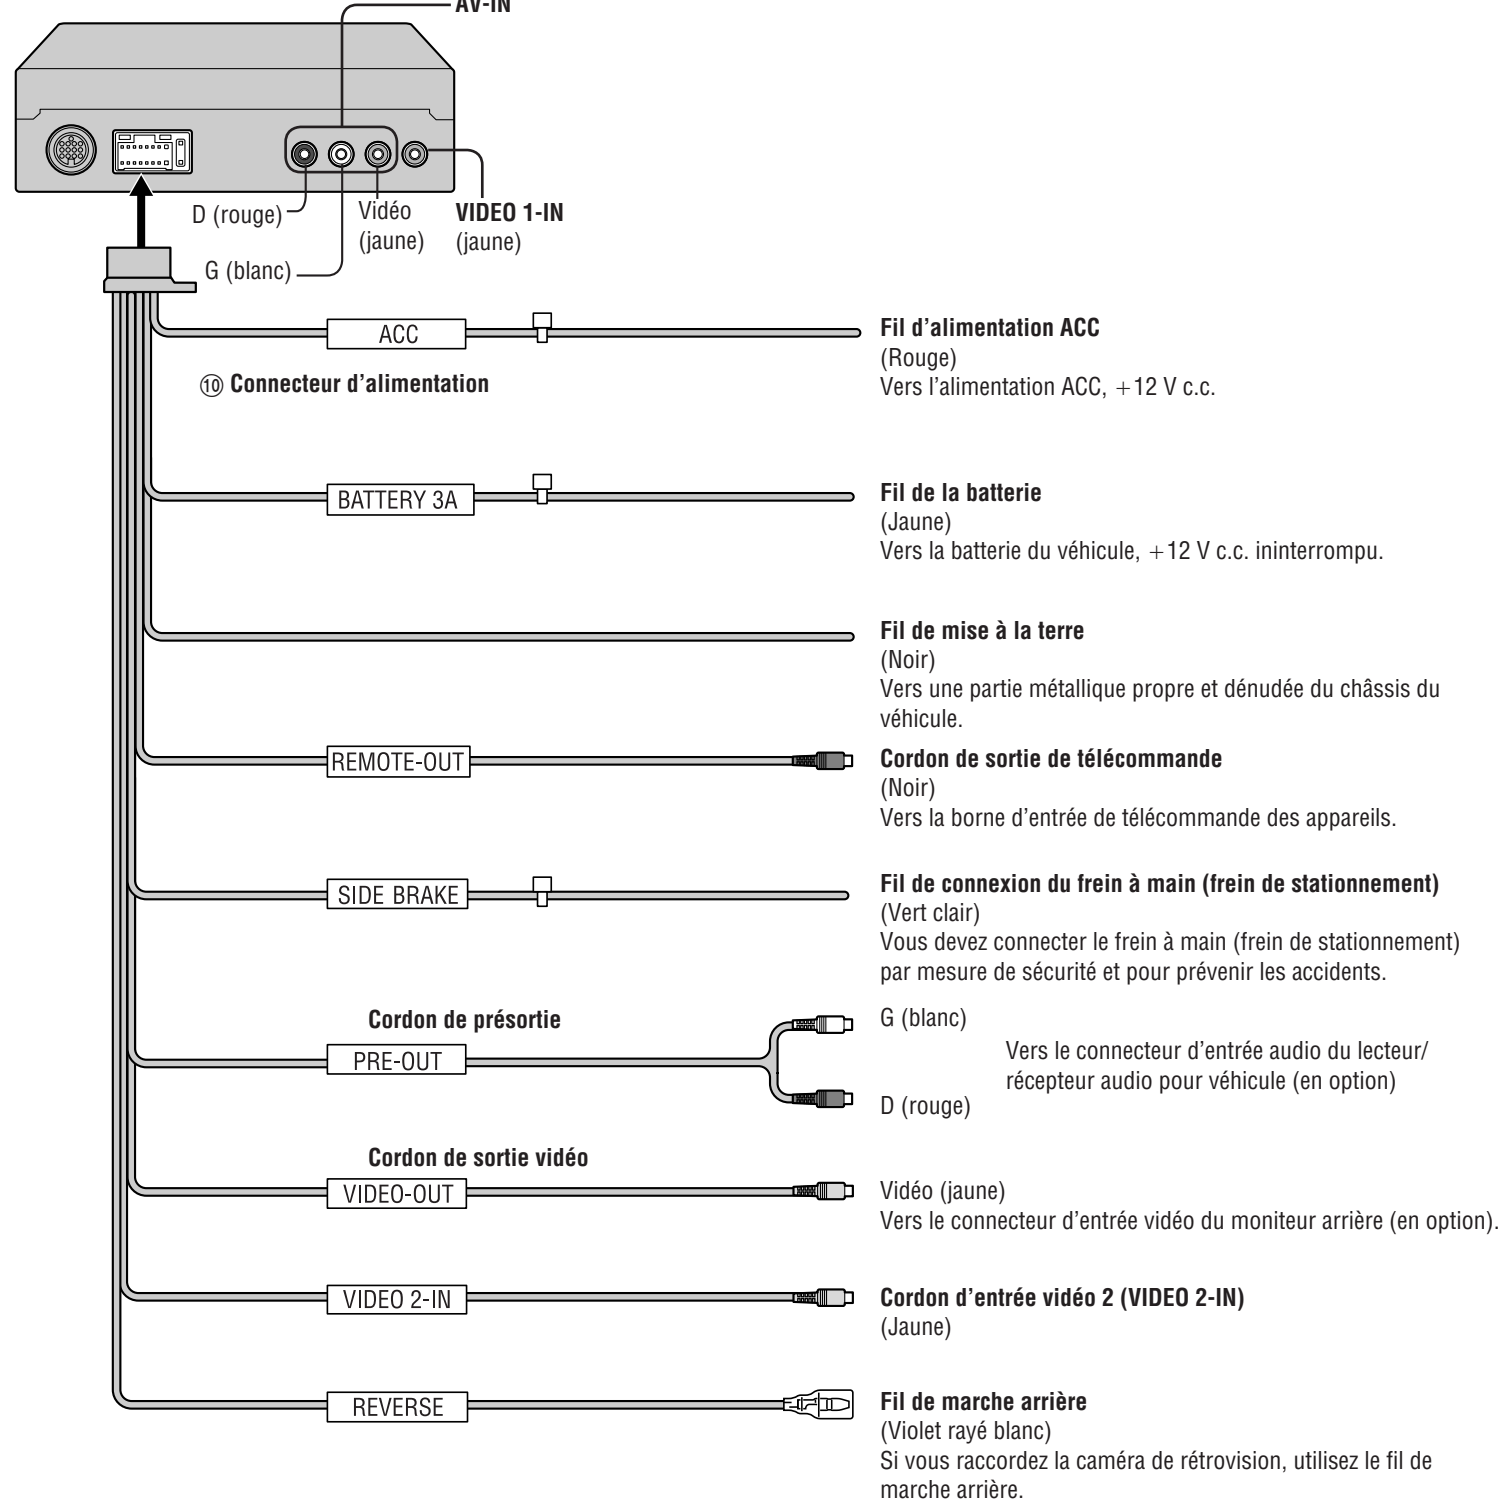 AV-IN
D (rouge)
Vidéo
(jaune)
VIDEO 1-IN
(jaune)
G (blanc)
ACC
Fil d’alimentation ACC
(Rouge)
Vers l’alimentation ACC, +12 V c.c.
⑩ Connecteur d’alimentation
BATTERY 3A
Fil de la batterie
(Jaune)
Vers la batterie du véhicule, +12 V c.c. ininterrompu.
Fil de mise à la terre
(Noir)
Vers une partie métallique propre et dénudée du châssis du
véhicule.
REMOTE-OUT
Cordon de sortie de télécommande
(Noir)
Vers la borne d’entrée de télécommande des appareils.
SIDE BRAKE
Fil de connexion du frein à main (frein de stationnement)
(Vert clair)
Vous devez connecter le frein à main (frein de stationnement)
par mesure de sécurité et pour prévenir les accidents.
Cordon de présortie
PRE-OUT
G (blanc)
Vers le connecteur d’entrée audio du lecteur/
récepteur audio pour véhicule (en option)
D (rouge)
Cordon de sortie vidéo
VIDEO-OUT
Vidéo (jaune)
Vers le connecteur d’entrée vidéo du moniteur arrière (en option).
VIDEO 2-IN
Cordon d’entrée vidéo 2 (VIDEO 2-IN)
(Jaune)
REVERSE
Fil de marche arrière
(Violet rayé blanc)
Si vous raccordez la caméra de rétrovision, utilisez le fil de
marche arrière.